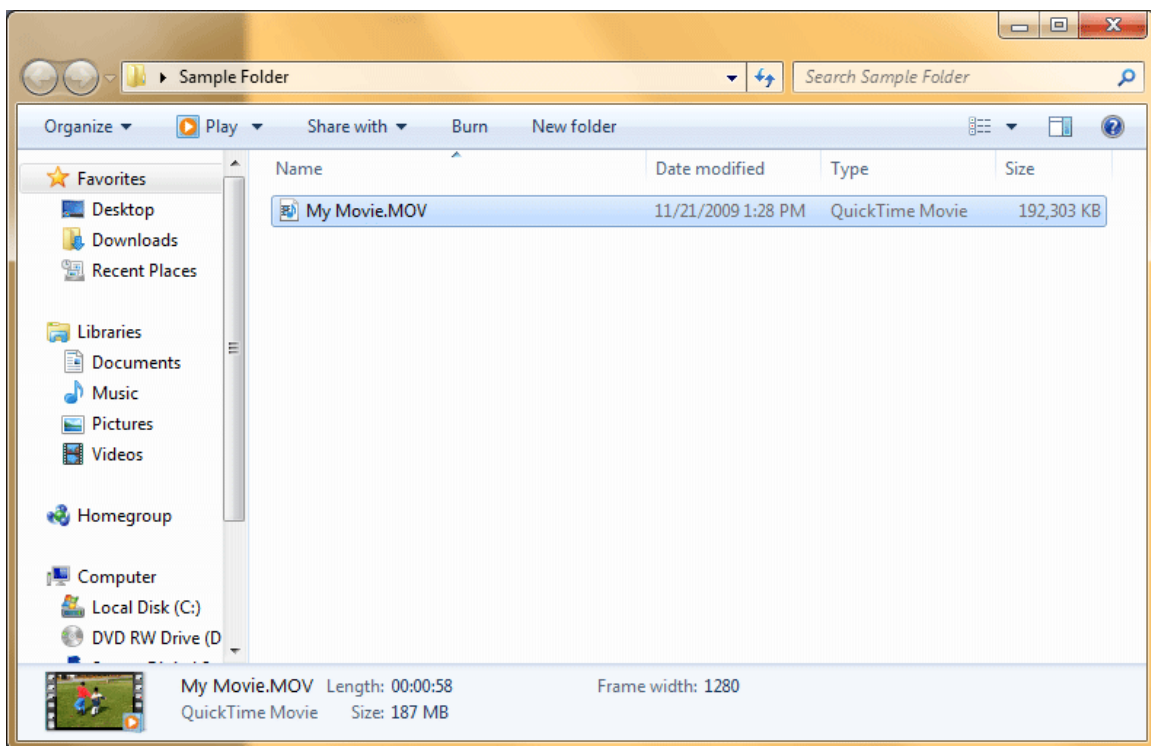 Sample Folder
Search Sample Folder
Organize Play Share with Burn New folder
Name Date modified Type Size
My Movie.MOV 11/21/2009 1:28 PM QuickTime Movie 192,303 KB
Favorites
Desktop
Downloads
Recent Places
Libraries
Documents
Music
Pictures
Videos
Homegroup
Computer
Local Disk (C:)
DVD RW Drive (D
My Movie.MOV Length: 00:00:58 Frame width: 1280
QuickTime Movie Size: 187 MB